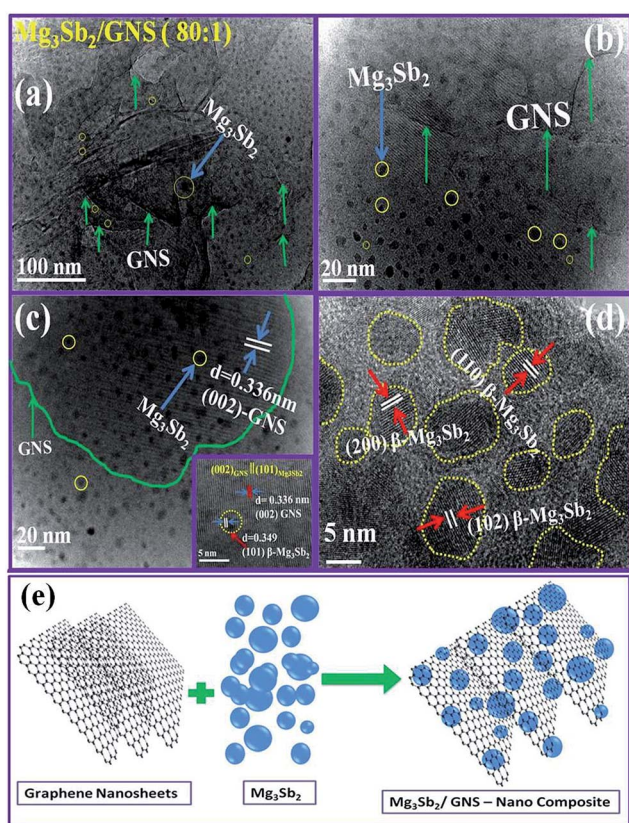 Mg₃Sb₂/GNS ( 80:1)
(a)
Mg₃Sb₂
GNS
100 nm
(b)
Mg₃Sb₂
GNS
20 nm
(c)
d=0.336nm
(002)-GNS
Mg₃Sb₂
GNS
20 nm
(002)GNS||(101)Mg3Sb2
d= 0.336 nm
(002) GNS
d=0.349
(101) β-Mg₃Sb₂
5 nm
(d)
(110) β-Mg₃Sb₂
(200) β-Mg₃Sb₂
(102) β-Mg₃Sb₂
5 nm
(e)
Graphene Nanosheets
Mg₃Sb₂
Mg₃Sb₂/ GNS – Nano Composite